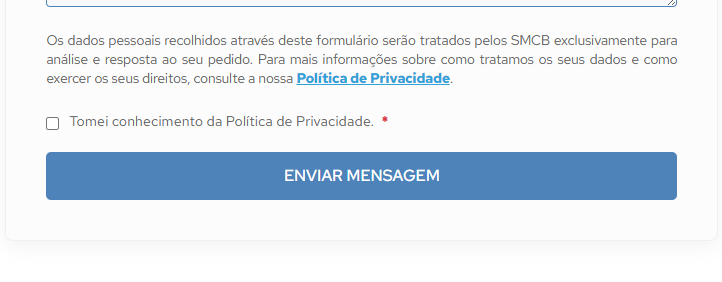 Os dados pessoais recolhidos através deste formulário serão tratados pelos SMCB exclusivamente para
análise e resposta ao seu pedido. Para mais informações sobre como tratamos os seus dados e como
exercer os seus direitos, consulte a nossa Política de Privacidade.
Tomei conhecimento da Política de Privacidade. *
ENVIAR MENSAGEM